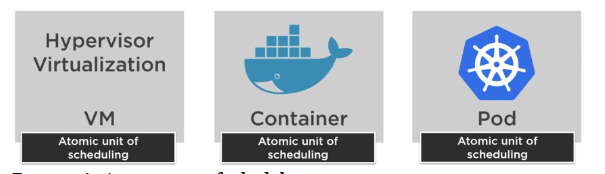 Hypervisor
Virtualization
VM
Atomic unit of
scheduling
Container
Atomic unit of
scheduling
Pod
Atomic unit of
scheduling